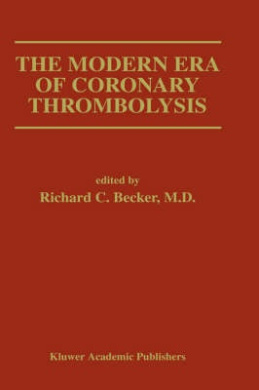 THE MODERN ERA
OF CORONARY
THROMBOLYSIS
edited by
Richard C. Becker, M.D.
Kluwer Academic Publishers